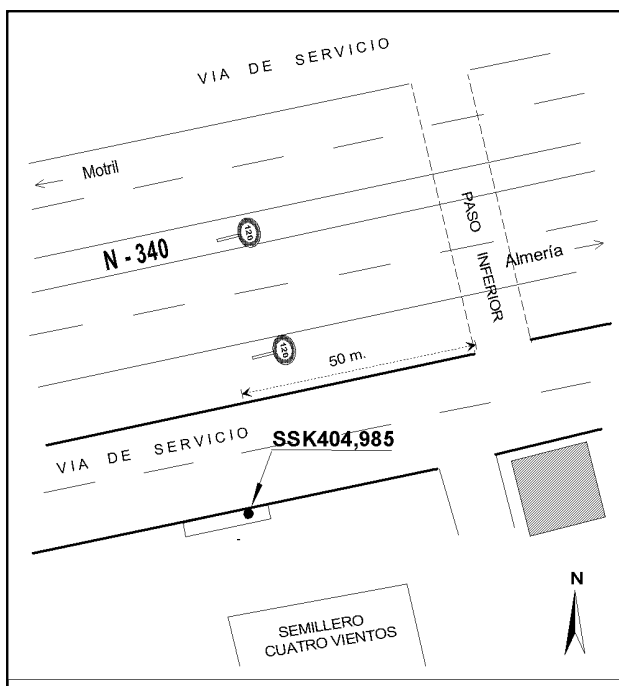 VIA DE SERVICIO
Motril
120
N - 340
PASO
INFERIOR
Almería
120
50 m.
SSK404,985
VIA DE SERVICIO
N
SEMILLERO
CUATRO VIENTOS